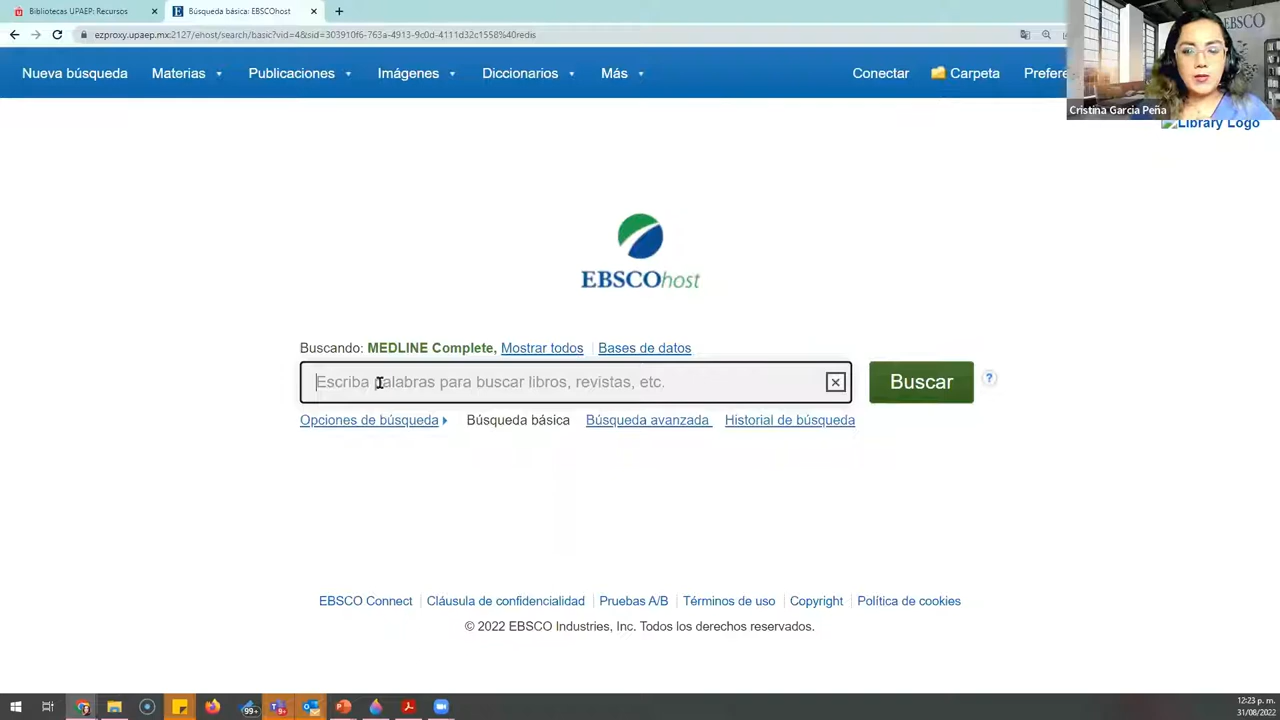 Bibliotecas UPAEP: Recursos
Búsqueda básica: EBSCOhost
ezproxy.upaep.mx:2127/ehost/search/basic?vid=4&sid=303910f6-763a-4913-9c0d-4111d32c1558%40redis
Nueva búsqueda Materias Publicaciones Imágenes Diccionarios Más Conectar Carpeta Prefere
EBSCO
Cristina Garcia Peña
Library Logo
EBSCOhost
Buscando: MEDLINE Complete, Mostrar todos Bases de datos
Escriba palabras para buscar libros, revistas, etc.
Buscar ?
Opciones de búsqueda Búsqueda básica Búsqueda avanzada Historial de búsqueda
EBSCO Connect Cláusula de confidencialidad Pruebas A/B Términos de uso Copyright Política de cookies
© 2022 EBSCO Industries, Inc. Todos los derechos reservados.
99+
9+
12:23 p. m.
31/08/2022